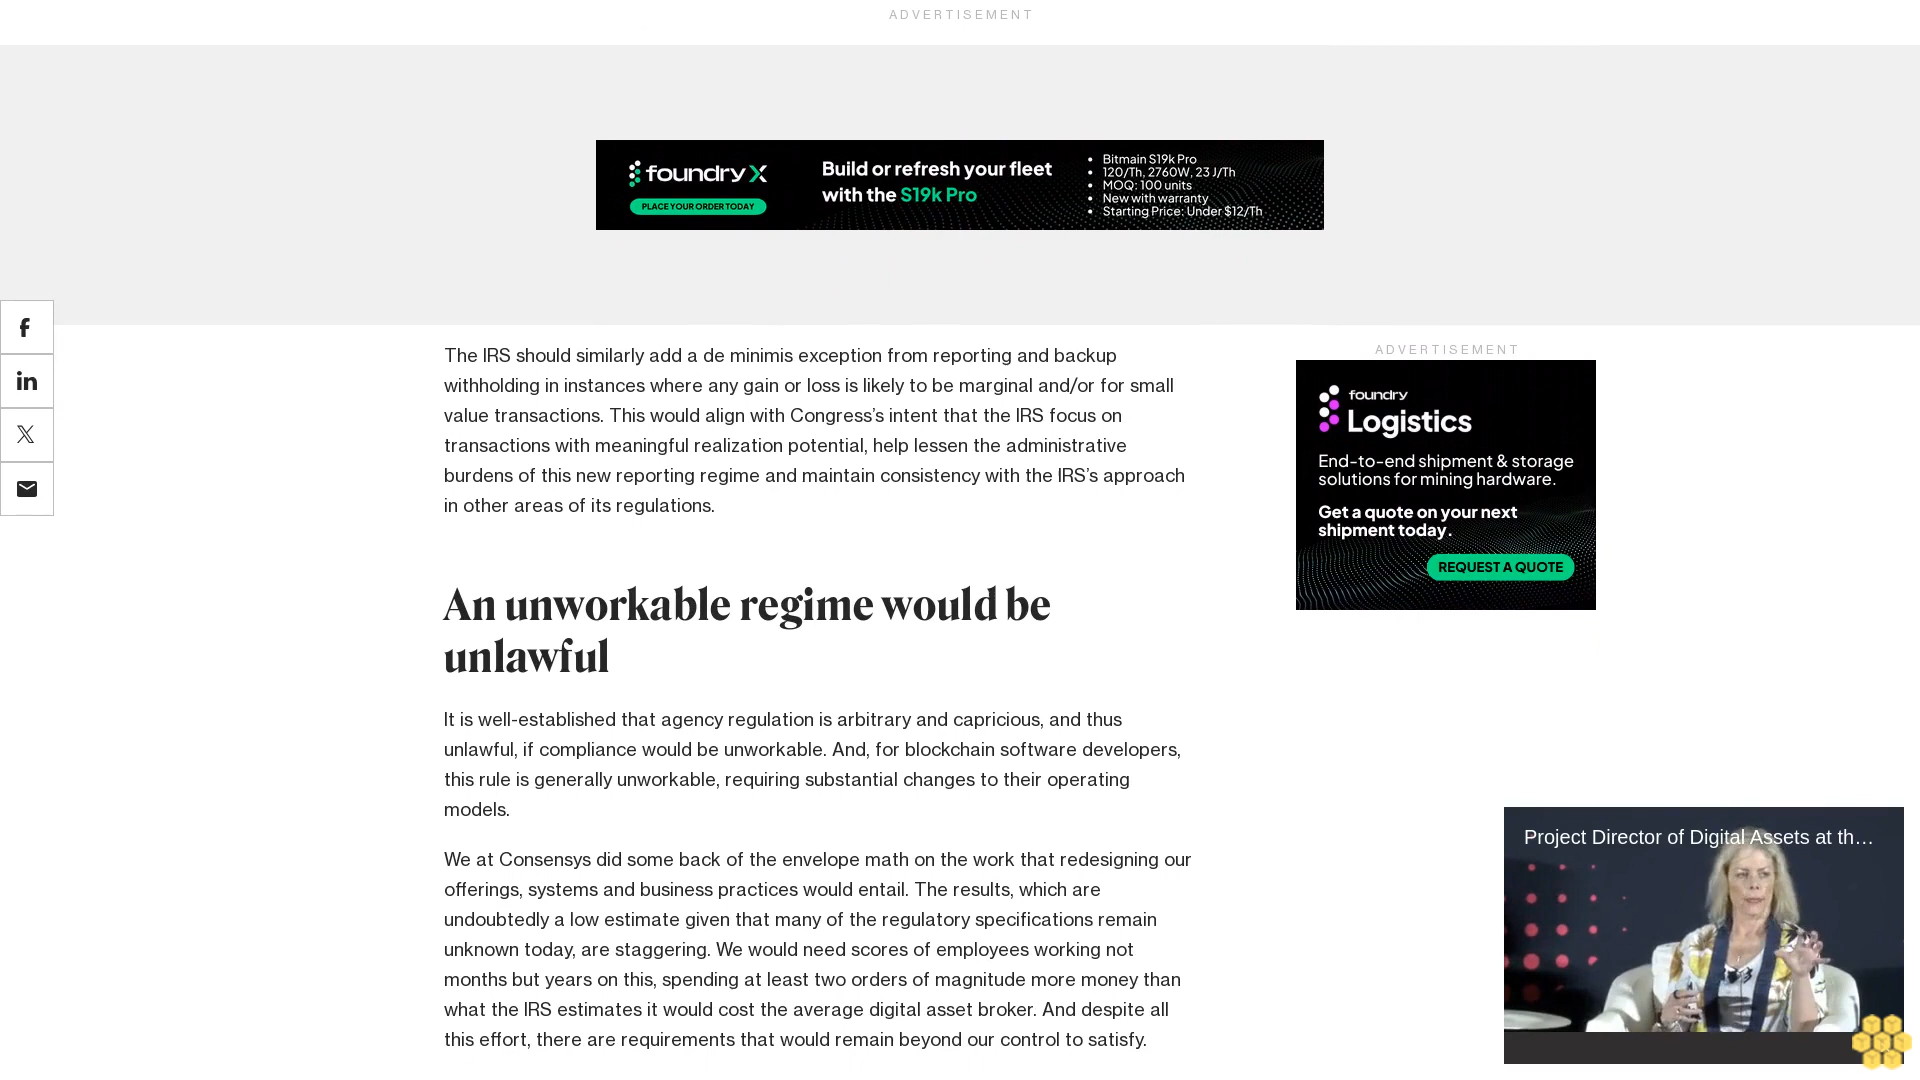 ADVERTISEMENT
foundry X
PLACE YOUR ORDER TODAY
Build or refresh your fleet
with the S19k Pro
• Bitmain S19k Pro
• 120/Th, 2760W, 23 J/Th
• MOQ: 100 units
• New with warranty
• Starting Price: Under $12/Th
The IRS should similarly add a de minimis exception from reporting and backup
withholding in instances where any gain or loss is likely to be marginal and/or for small
value transactions. This would align with Congress’s intent that the IRS focus on
transactions with meaningful realization potential, help lessen the administrative
burdens of this new reporting regime and maintain consistency with the IRS’s approach
in other areas of its regulations.
An unworkable regime would be
unlawful
It is well-established that agency regulation is arbitrary and capricious, and thus
unlawful, if compliance would be unworkable. And, for blockchain software developers,
this rule is generally unworkable, requiring substantial changes to their operating
models.
We at Consensys did some back of the envelope math on the work that redesigning our
offerings, systems and business practices would entail. The results, which are
undoubtedly a low estimate given that many of the regulatory specifications remain
unknown today, are staggering. We would need scores of employees working not
months but years on this, spending at least two orders of magnitude more money than
what the IRS estimates it would cost the average digital asset broker. And despite all
this effort, there are requirements that would remain beyond our control to satisfy.
ADVERTISEMENT
foundry
Logistics
End-to-end shipment & storage
solutions for mining hardware.
Get a quote on your next
shipment today.
REQUEST A QUOTE
Project Director of Digital Assets at th…